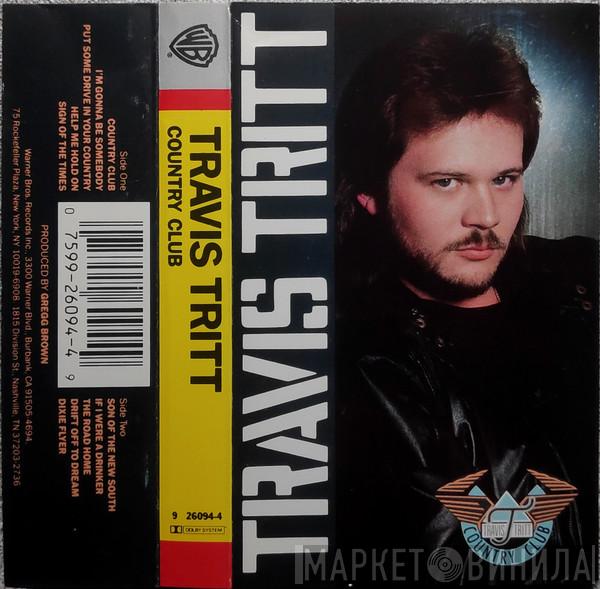 Side One
COUNTRY CLUB
I'M GONNA BE SOMEBODY
PUT SOME DRIVE IN YOUR COUNTRY
HELP ME HOLD ON
SIGN OF THE TIMES
Side Two
SON OF THE NEW SOUTH
IF I WERE A DRINKER
THE ROAD HOME
DRIFT OFF TO DREAM
DIXIE FLYER
0 7599-26094-4 9
PRODUCED BY GREGG BROWN
Warner Bros. Records Inc., 3300 Warner Blvd., Burbank, CA 91505-4694.
75 Rockefeller Plaza, New York, NY 10019-6908. 1815 Division St., Nashville, TN 37203-2736
WB
®
TRAVIS TRITT
COUNTRY CLUB
9 26094-4
DOLBY SYSTEM
TRAVIS TRITT
T
TRAVIS TRITT
COUNTRY CLUB
МАРКЕТ ВИНИЛА